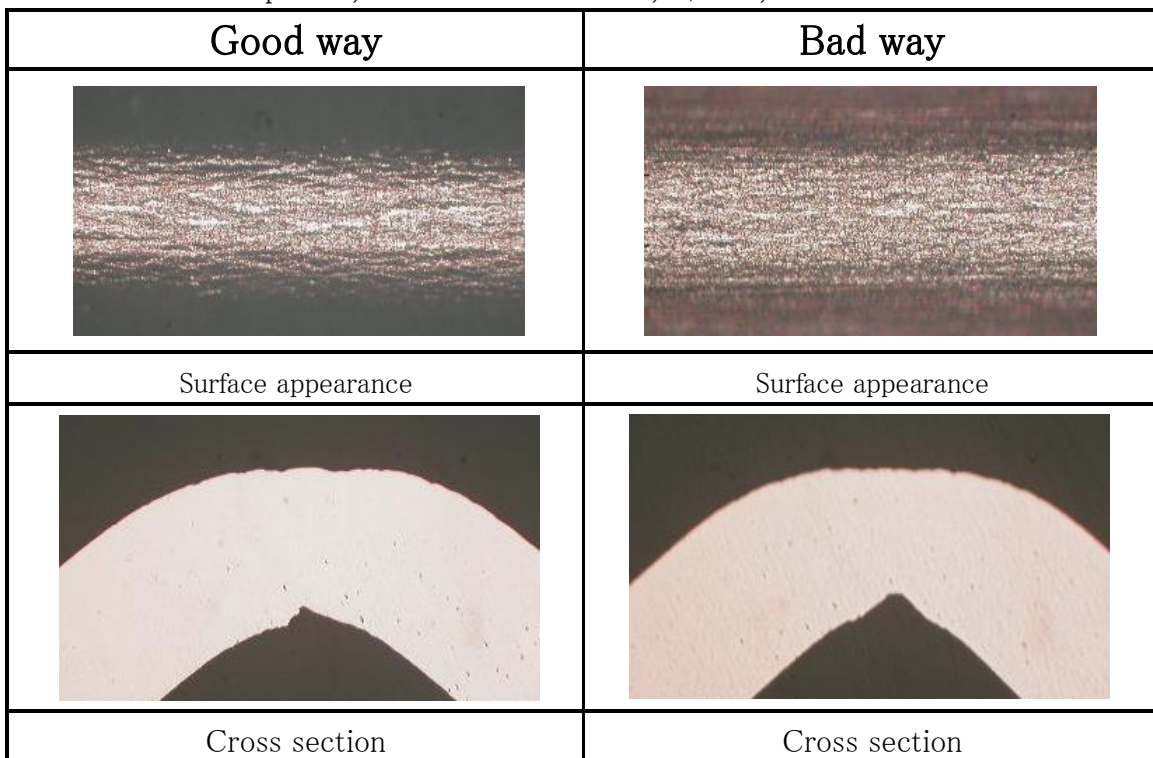 Good way
Bad way
Surface appearance
Surface appearance
Cross section
Cross section